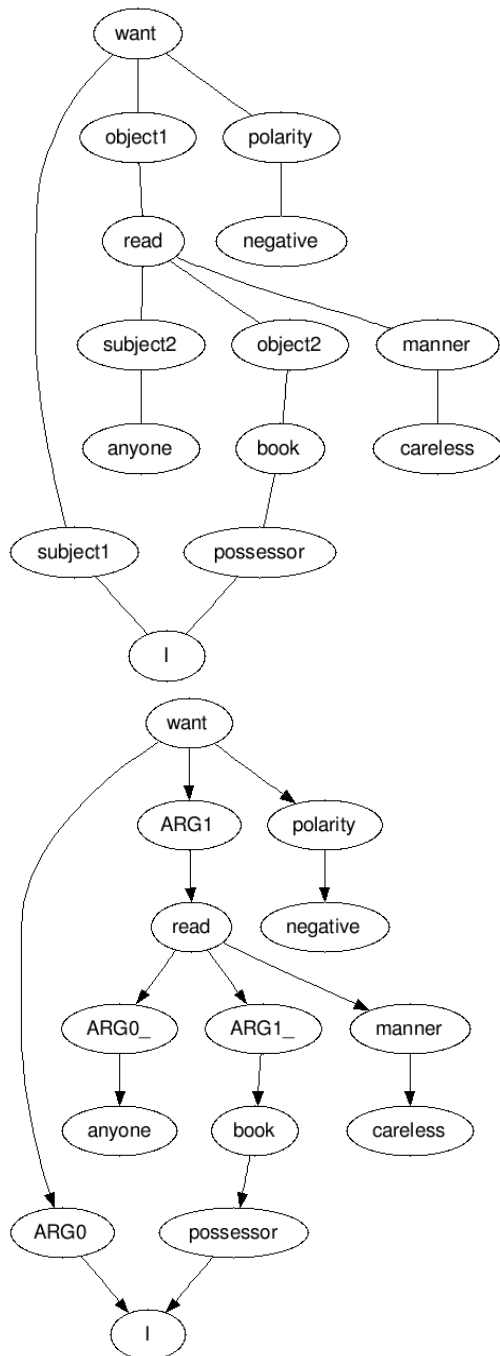 want
object1 polarity
read negative
subject2 object2 manner
anyone book careless
subject1 possessor
I
want
ARG1 polarity
read negative
ARG0_ ARG1_ manner
anyone book careless
ARG0 possessor
I